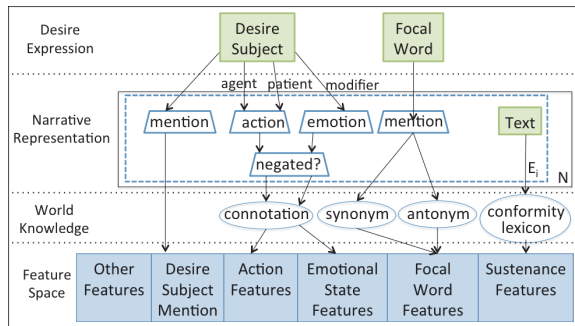 Desire
Expression
Desire
Subject
Focal
Word
agent patient modifier
Narrative
Representation
mention
action
emotion
mention
Text
negated?
E i
N
World
Knowledge
connotation
synonym
antonym
conformity
lexicon
Feature
Space
Other
Features
Desire
Subject
Mention
Action
Features
Emotional
State
Features
Focal
Word
Features
Sustenance
Features